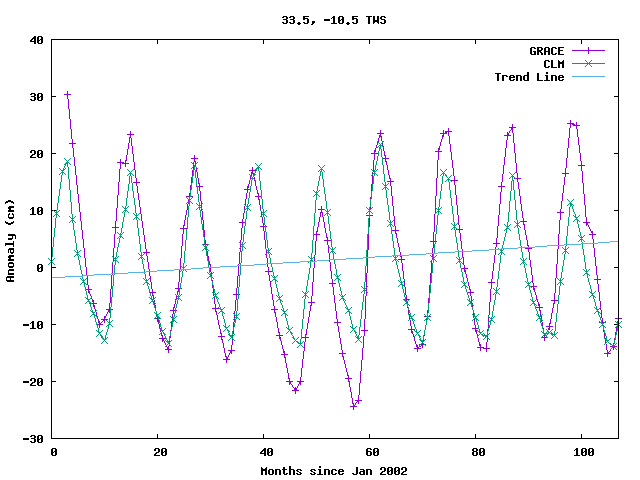 33.5, -10.5 TWS
GRACE
CLM
Trend Line
40
30
20
10
0
-10
-20
-30
Anomaly (cm)
0 20 40 60 80 100
Months since Jan 2002